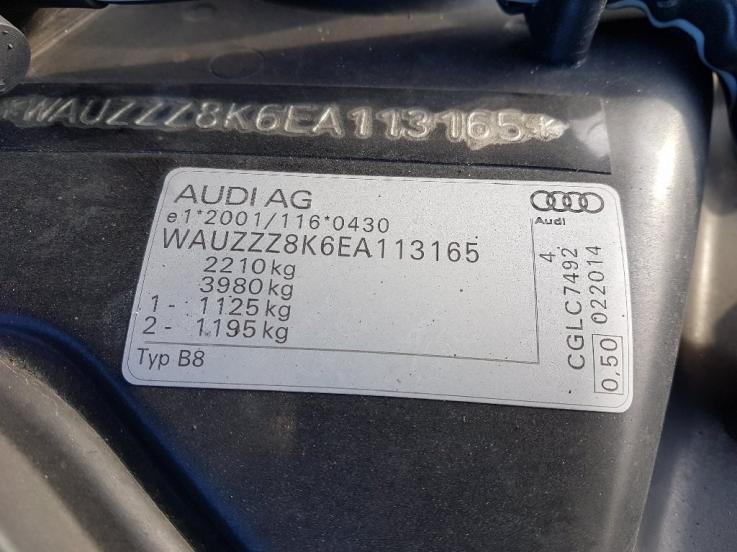 *WAUZZZ8K6EA113165*
AUDI AG
e1*2001/116*0430
WAUZZZ8K6EA113165
2210 kg
3980 kg
1 - 1125 kg
2 - 1195 kg
Typ B8
Audi
4
CGLC7492
022014
0.50